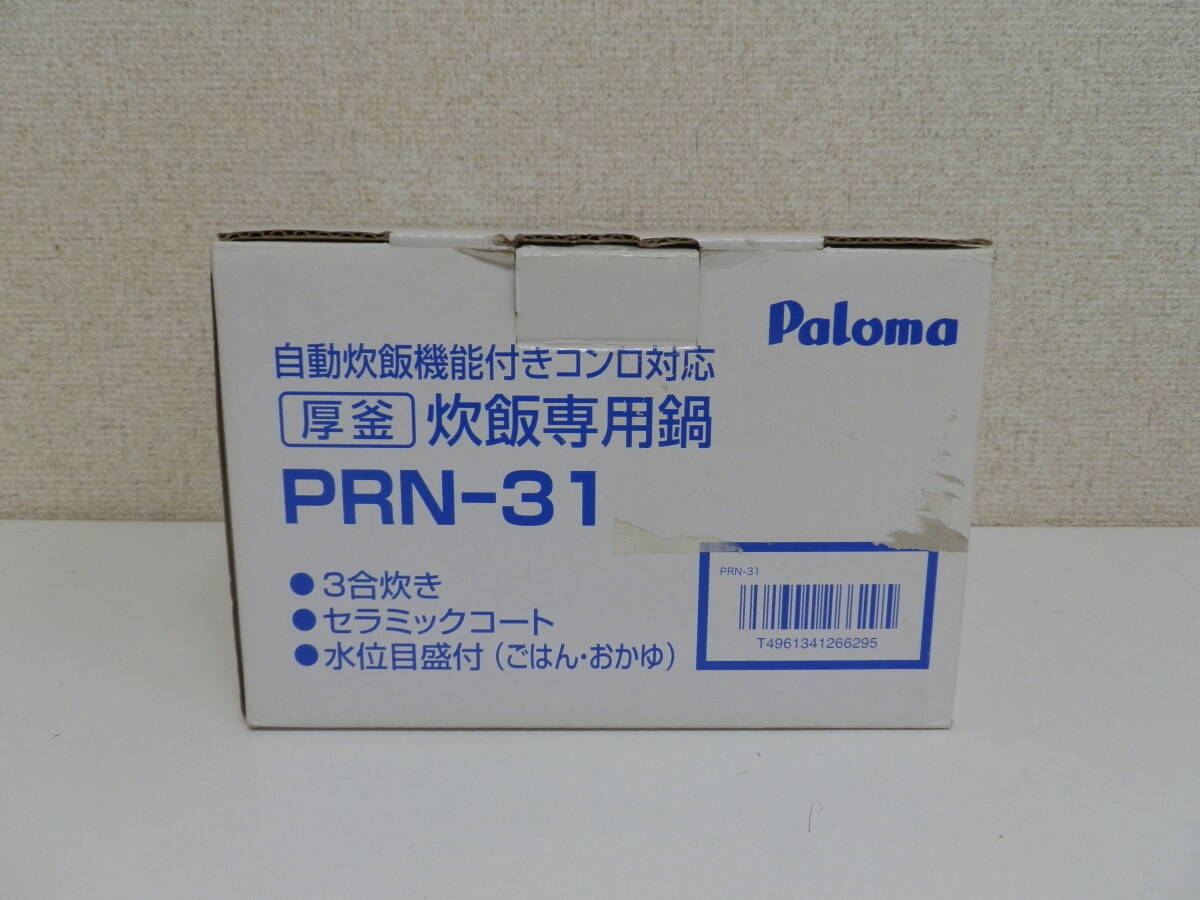 Paloma
自動炊飯機能付きコンロ対応
厚釜 炊飯専用鍋
PRN-31
●3合炊き
●セラミックコート
●水位目盛付(ごはん・おかゆ)
PRN-31
T4961341266295